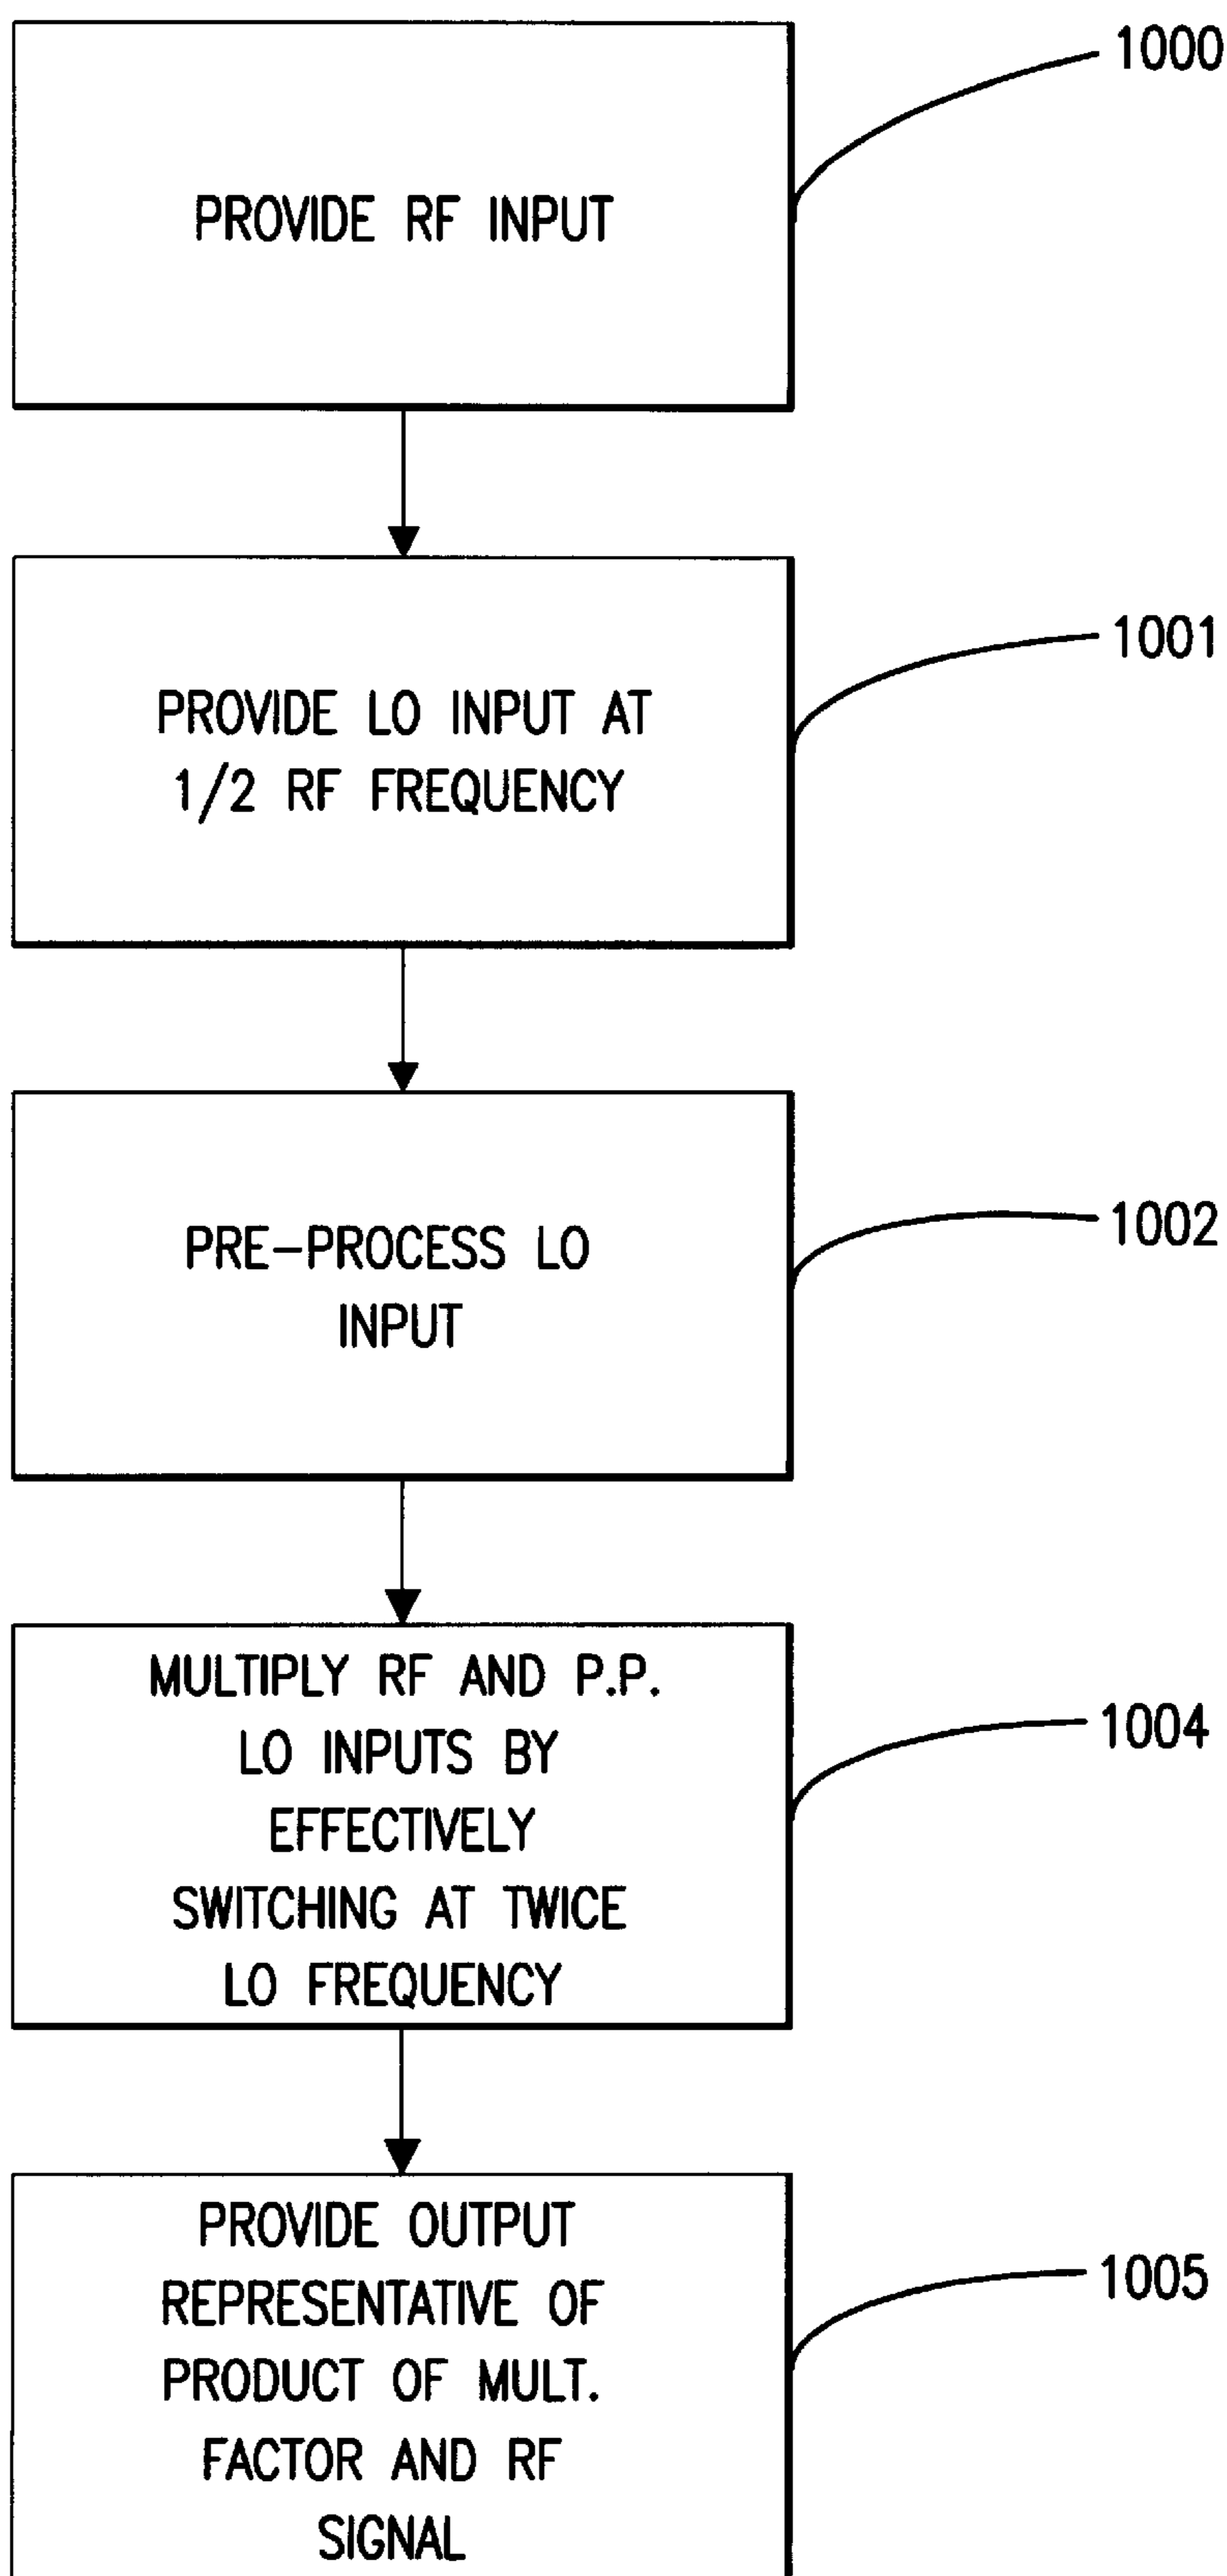 1000
PROVIDE RF INPUT
1001
PROVIDE LO INPUT AT
1/2 RF FREQUENCY
1002
PRE-PROCESS LO
INPUT
MULTIPLY RF AND P.P.
1004
LO INPUTS BY
EFFECTIVELY
SWITCHING AT TWICE
LO FREQUENCY
PROVIDE OUTPUT
1005
REPRESENTATIVE OF
PRODUCT OF MULT.
FACTOR AND RF
SIGNAL